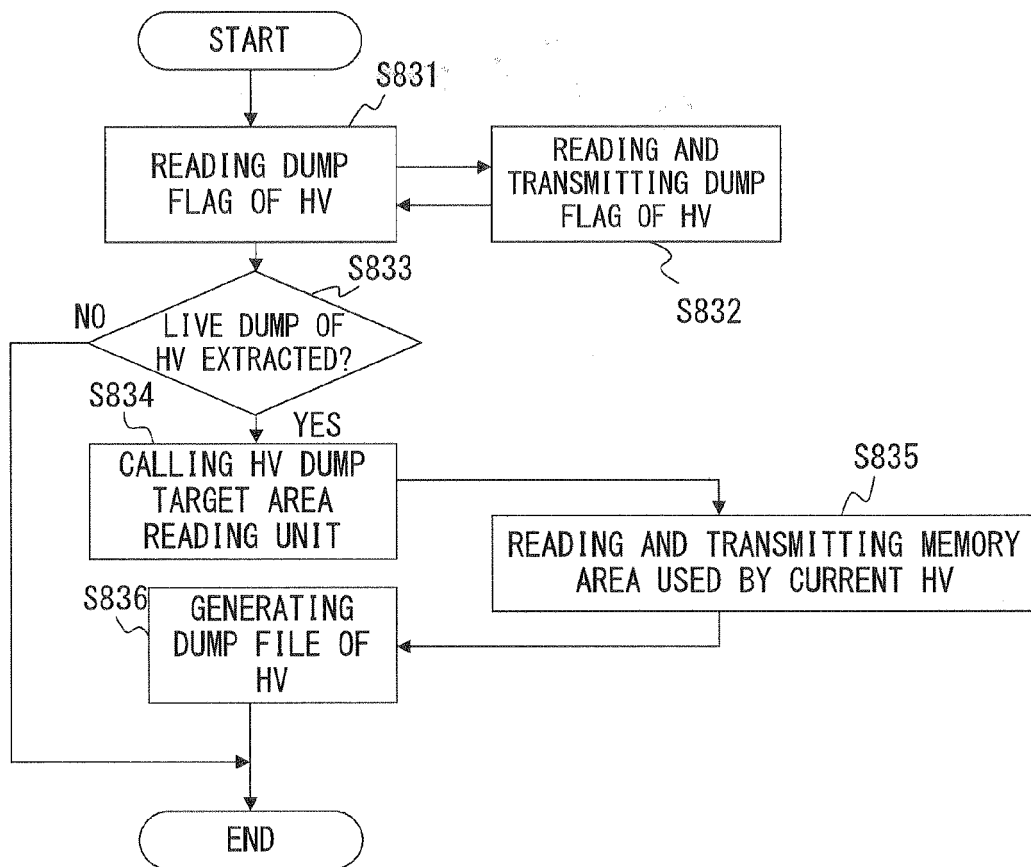 START
S831
READING DUMP
FLAG OF HV
READING AND
TRANSMITTING DUMP
FLAG OF HV
S832
S833
NO
LIVE DUMP OF
HV EXTRACTED?
S834
YES
CALLING HV DUMP
TARGET AREA
READING UNIT
S835
READING AND TRANSMITTING MEMORY
AREA USED BY CURRENT HV
S836
GENERATING
DUMP FILE OF
HV
END